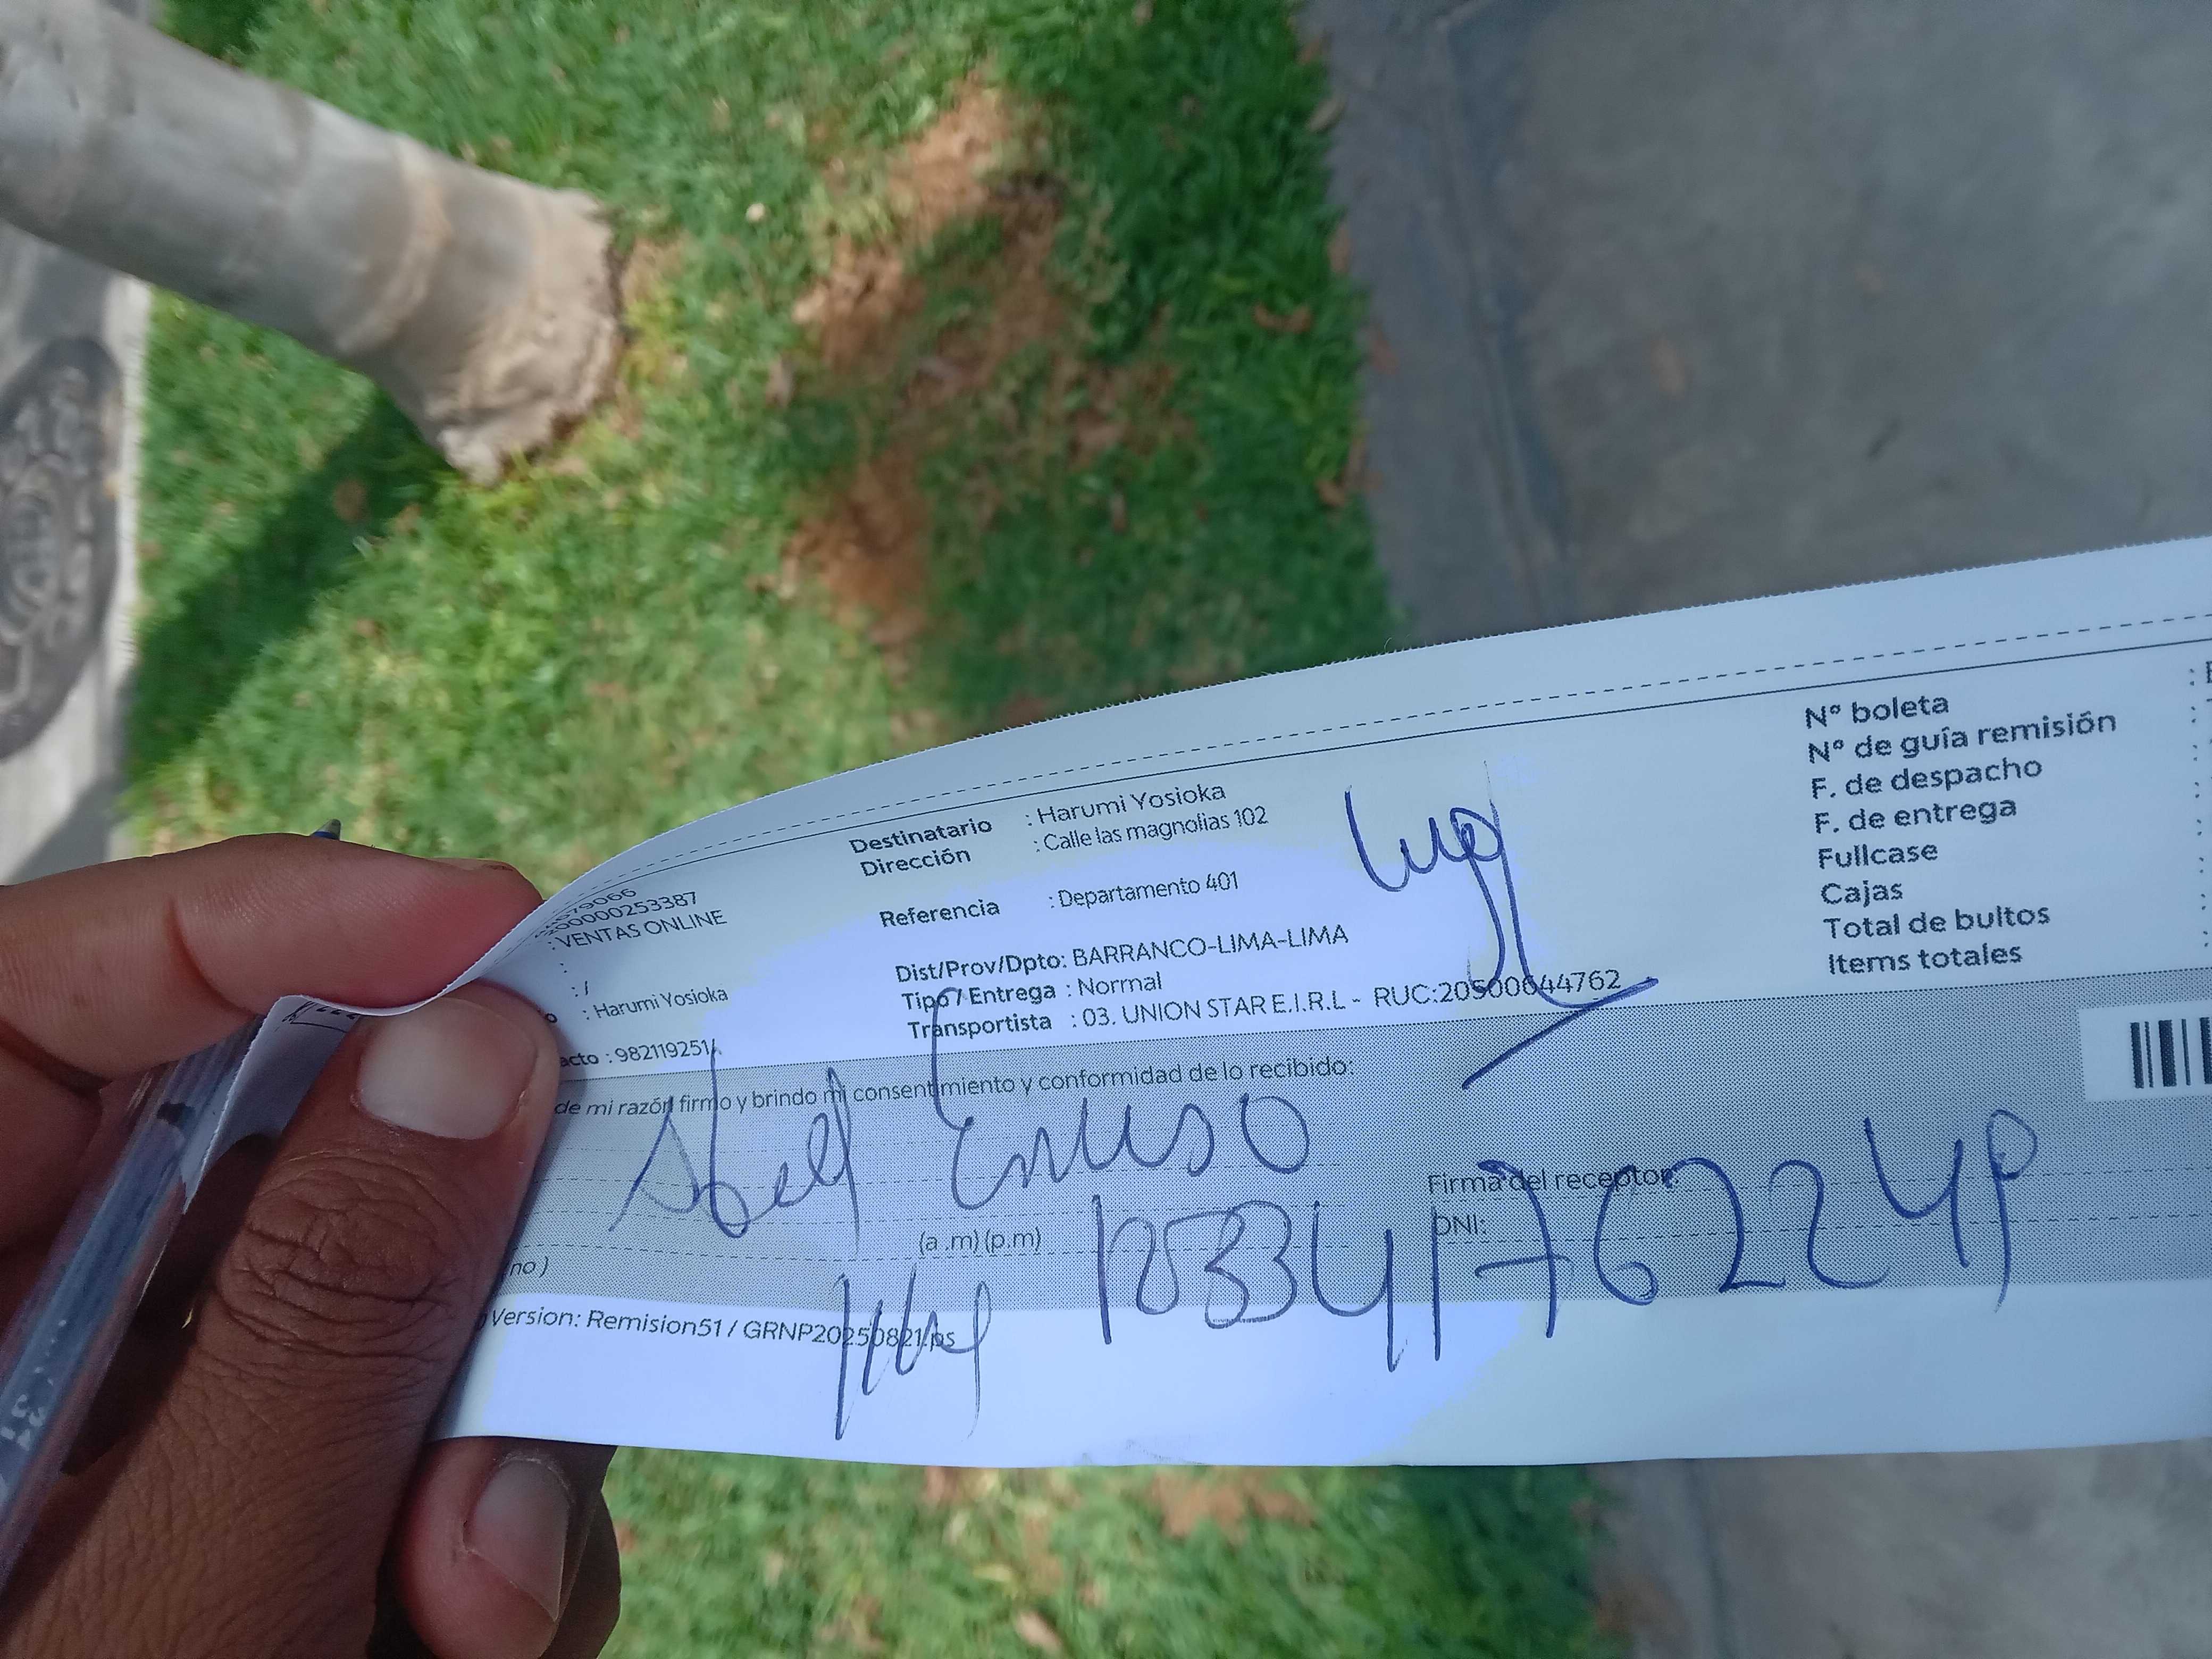 200000253387
: VENTAS ONLINE
:
: /
: Harumi Yosioka
acto : 982119251
Destinatario : Harumi Yosioka
Dirección : Calle las magnolias 102
Referencia : Departamento 401
Dist/Prov/Dpto: BARRANCO-LIMA-LIMA
Tipo / Entrega : Normal
Transportista : 03. UNION STAR E.I.R.L - RUC:20500644762
N° boleta
N° de guía remisión
F. de despacho
F. de entrega
Fullcase
Cajas
Total de bultos
Items totales
de mi razón firmo y brindo mi consentimiento y conformidad de lo recibido:
Abel
Firma del receptor:
DNI:
(a .m) (p.m)
no )
Version: Remision51 / GRNP20250821.ps